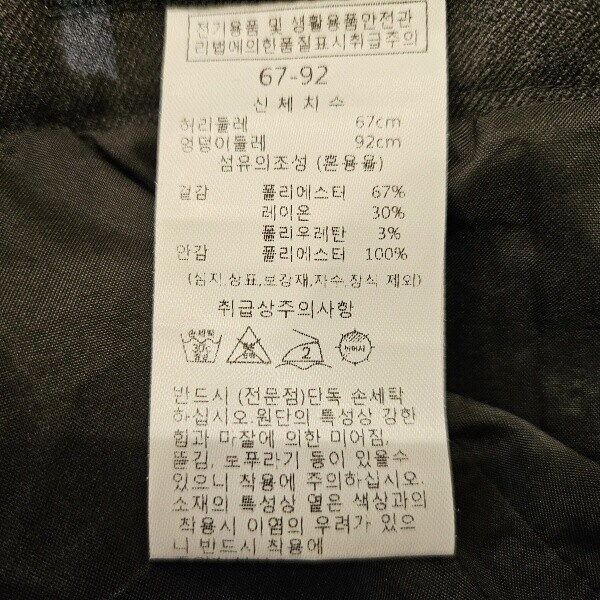 전기용품 및 생활용품안전관
리법에의한품질표시취급주의
67-92
신체치수
허리둘레 67cm
엉덩이둘레 92cm
섬유의조성 (혼용율)
겉감 폴리에스터 67%
레이온 30%
폴리우레탄 3%
안감 폴리에스터 100%
(심지,상표,보강재,자수,장식 제외)
취급상주의사항
손세탁
30℃
중성
2
드라이
반드시 (전문점)단독 손세탁
하십시오.원단의 특성상 강한
힘과 마찰에 의한 미어짐,
뜯김, 보푸라기 등이 있을수
있으니 착용에 주의하십시오.
소재의 특성상 옅은 색상과의
착용시 이염의 우려가 있으
니 반드시 착용에